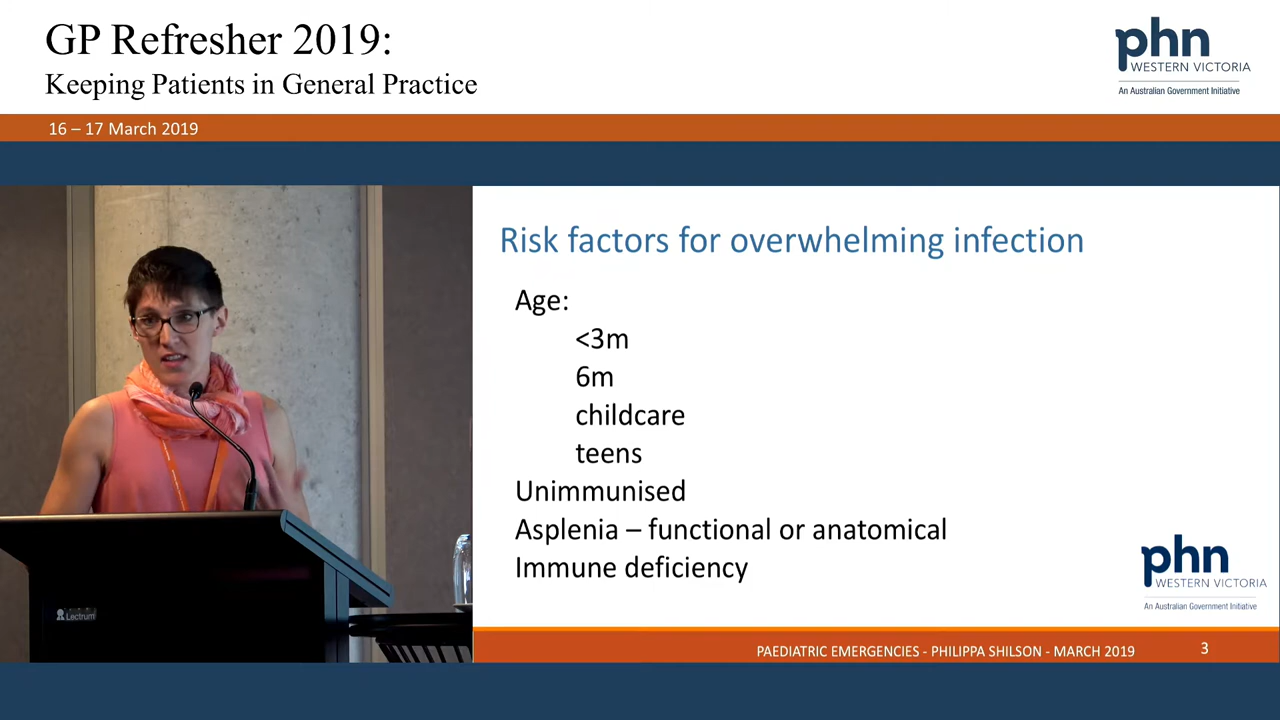 GP Refresher 2019:
Keeping Patients in General Practice
phn
WESTERN VICTORIA
An Australian Government Initiative
16 – 17 March 2019
Risk factors for overwhelming infection
Age:
<3m
6m
childcare
teens
Unimmunised
Asplenia – functional or anatomical
Immune deficiency
phn
WESTERN VICTORIA
An Australian Government Initiative
Lectrum
PAEDIATRIC EMERGENCIES - PHILIPPA SHILSON - MARCH 2019
3